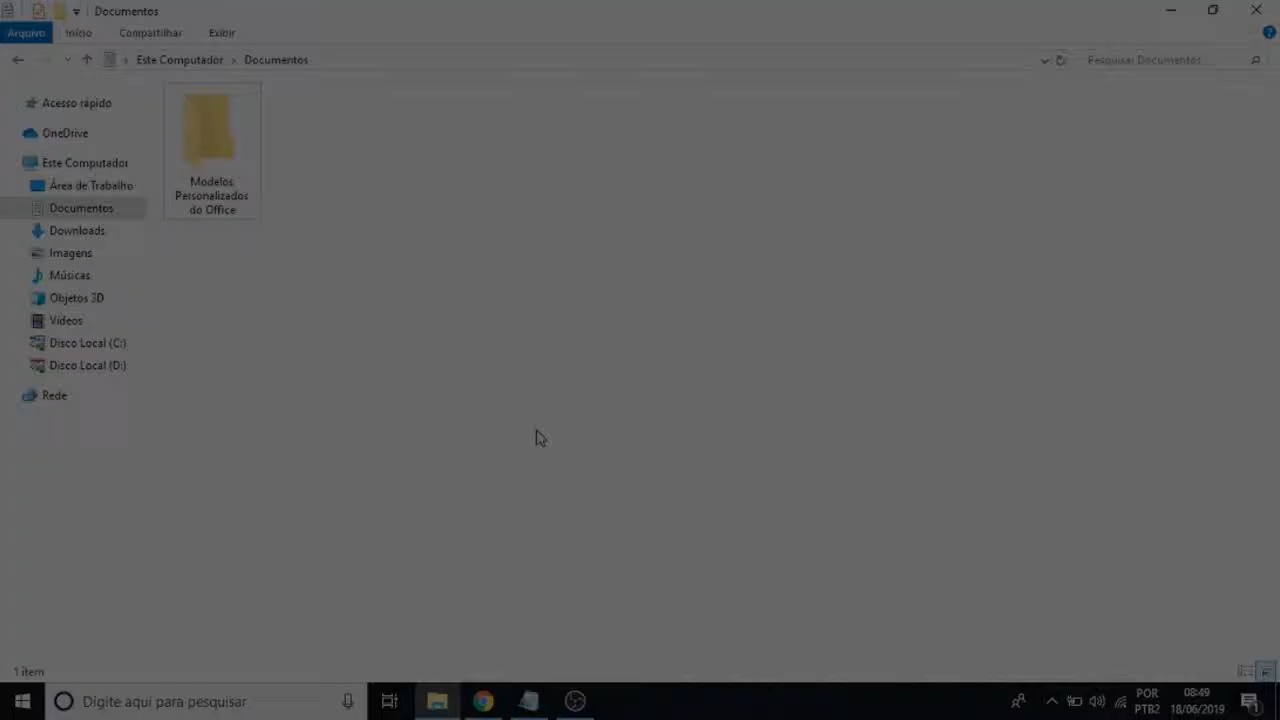 Documentos
Arquivo Início Compartilhar Exibir
Este Computador Documentos
Pesquisar Documentos
Acesso rápido
OneDrive
Este Computador
Área de Trabalho
Documentos
Downloads
Imagens
Músicas
Objetos 3D
Vídeos
Disco Local (C:)
Disco Local (D:)
Rede
Modelos
Personalizados
do Office
1 item
Digite aqui para pesquisar
POR
PTB2
08:49
18/06/2019
1